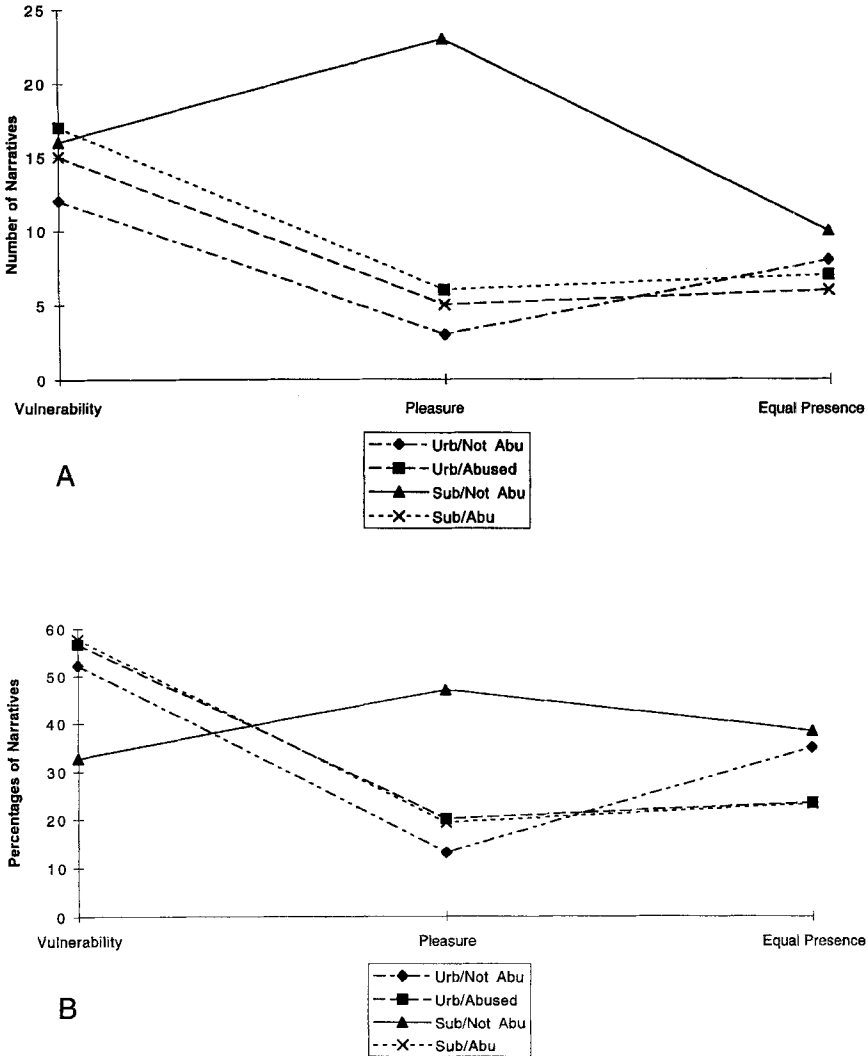 25
20
15
10
5
0
Number of Narratives
Vulnerability Pleasure Equal Presence
A
Urb/Not Abu
Urb/Abused
Sub/Not Abu
Sub/Abu
60
50
40
30
20
10
0
Percentages of Narratives
Vulnerability Pleasure Equal Presence
B
Urb/Not Abu
Urb/Abused
Sub/Not Abu
Sub/Abu